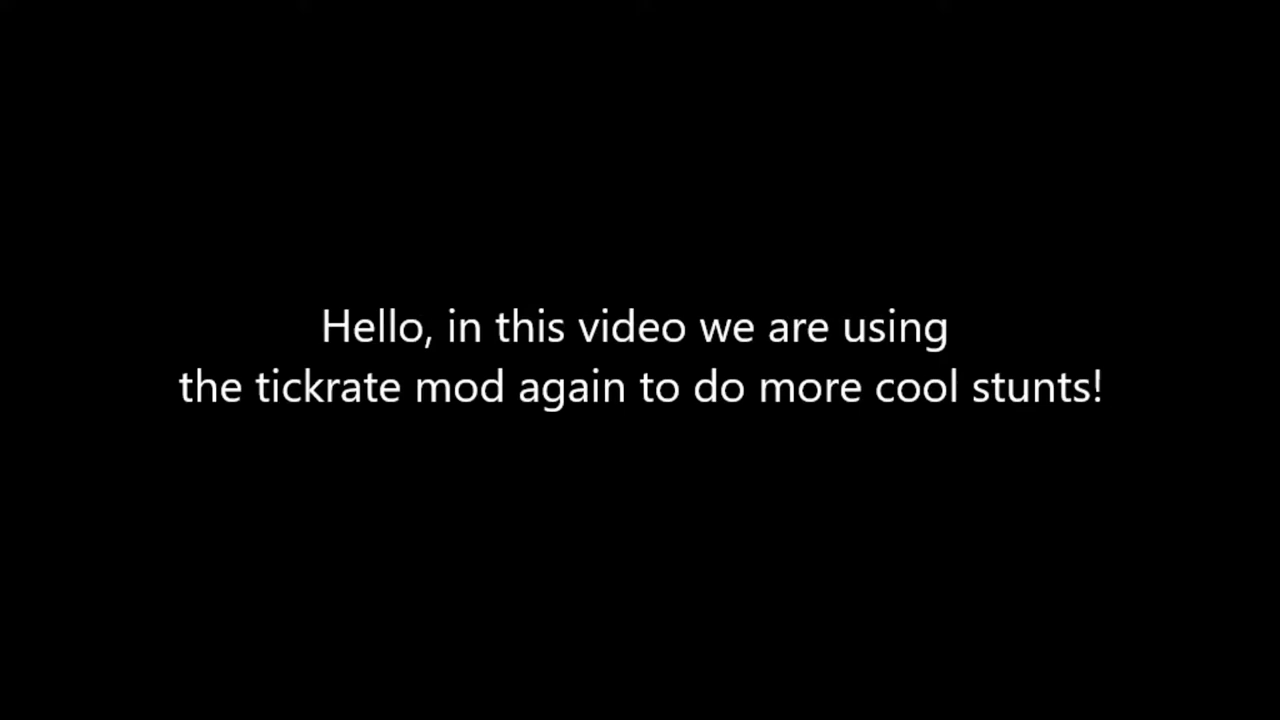 Hello, in this video we are using
the tickrate mod again to do more cool stunts!